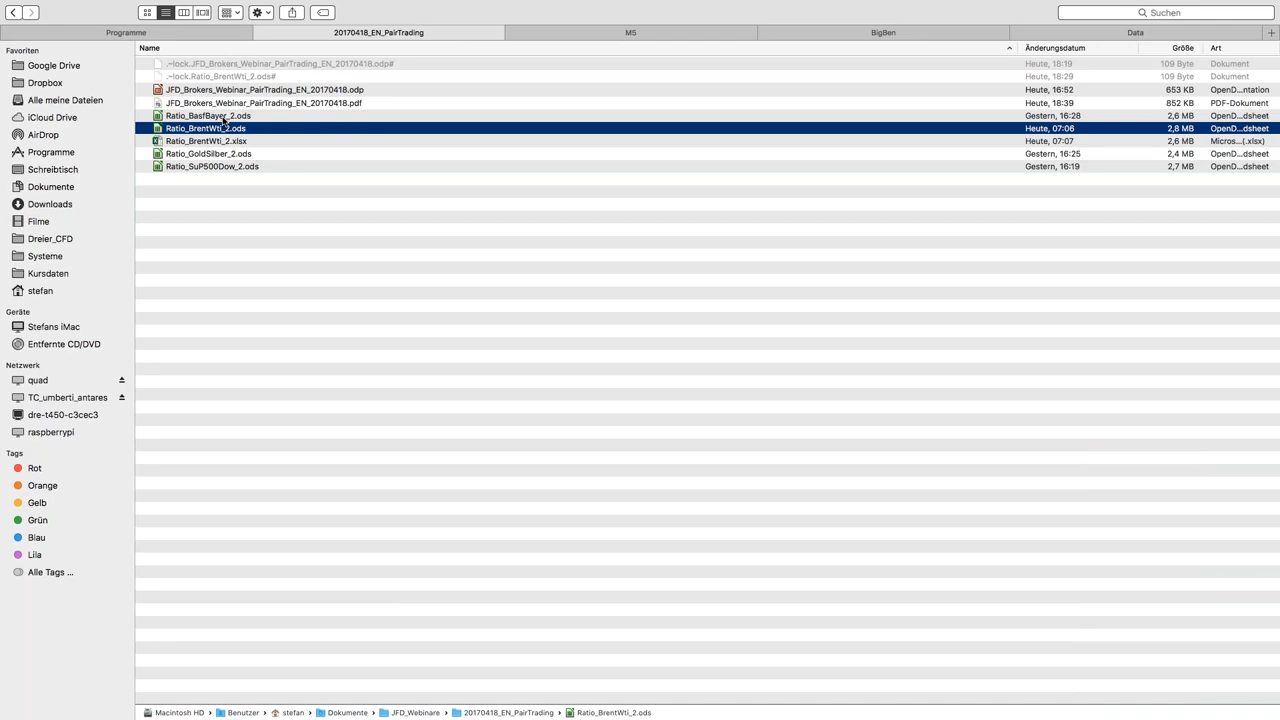 Suchen
Programme
20170418_EN_PairTrading
M5
BigBen
Data
Favoriten
Google Drive
Dropbox
Alle meine Dateien
iCloud Drive
AirDrop
Programme
Schreibtisch
Dokumente
Downloads
Filme
Dreier_CFD
Systeme
Kursdaten
stefan
Geräte
Stefans iMac
Entfernte CD/DVD
Netzwerk
quad
TC_umberti_antares
dre-t450-c3cec3
raspberrypi
Tags
Rot
Orange
Gelb
Grün
Blau
Lila
Alle Tags ...
Name Änderungsdatum Größe Art
.~lock.JFD_Brokers_Webinar_PairTrading_EN_20170418.odp# Heute, 18:19 109 Byte Dokument
.~lock.Ratio_BrentWti_2.ods# Heute, 18:29 109 Byte Dokument
JFD_Brokers_Webinar_PairTrading_EN_20170418.odp Heute, 16:52 653 KB OpenD...ntation
JFD_Brokers_Webinar_PairTrading_EN_20170418.pdf Heute, 18:39 852 KB PDF-Dokument
Ratio_BasfBayer_2.ods Gestern, 16:28 2,6 MB OpenD...dsheet
Ratio_BrentWti_2.ods Heute, 07:06 2,8 MB OpenD...dsheet
Ratio_BrentWti_2.xlsx Heute, 07:07 2,6 MB Micros...(.xlsx)
Ratio_GoldSilber_2.ods Gestern, 16:25 2,4 MB OpenD...dsheet
Ratio_SuP500Dow_2.ods Gestern, 16:19 2,7 MB OpenD...dsheet
Macintosh HD Benutzer stefan Dokumente JFD_Webinare 20170418_EN_PairTrading Ratio_BrentWti_2.ods